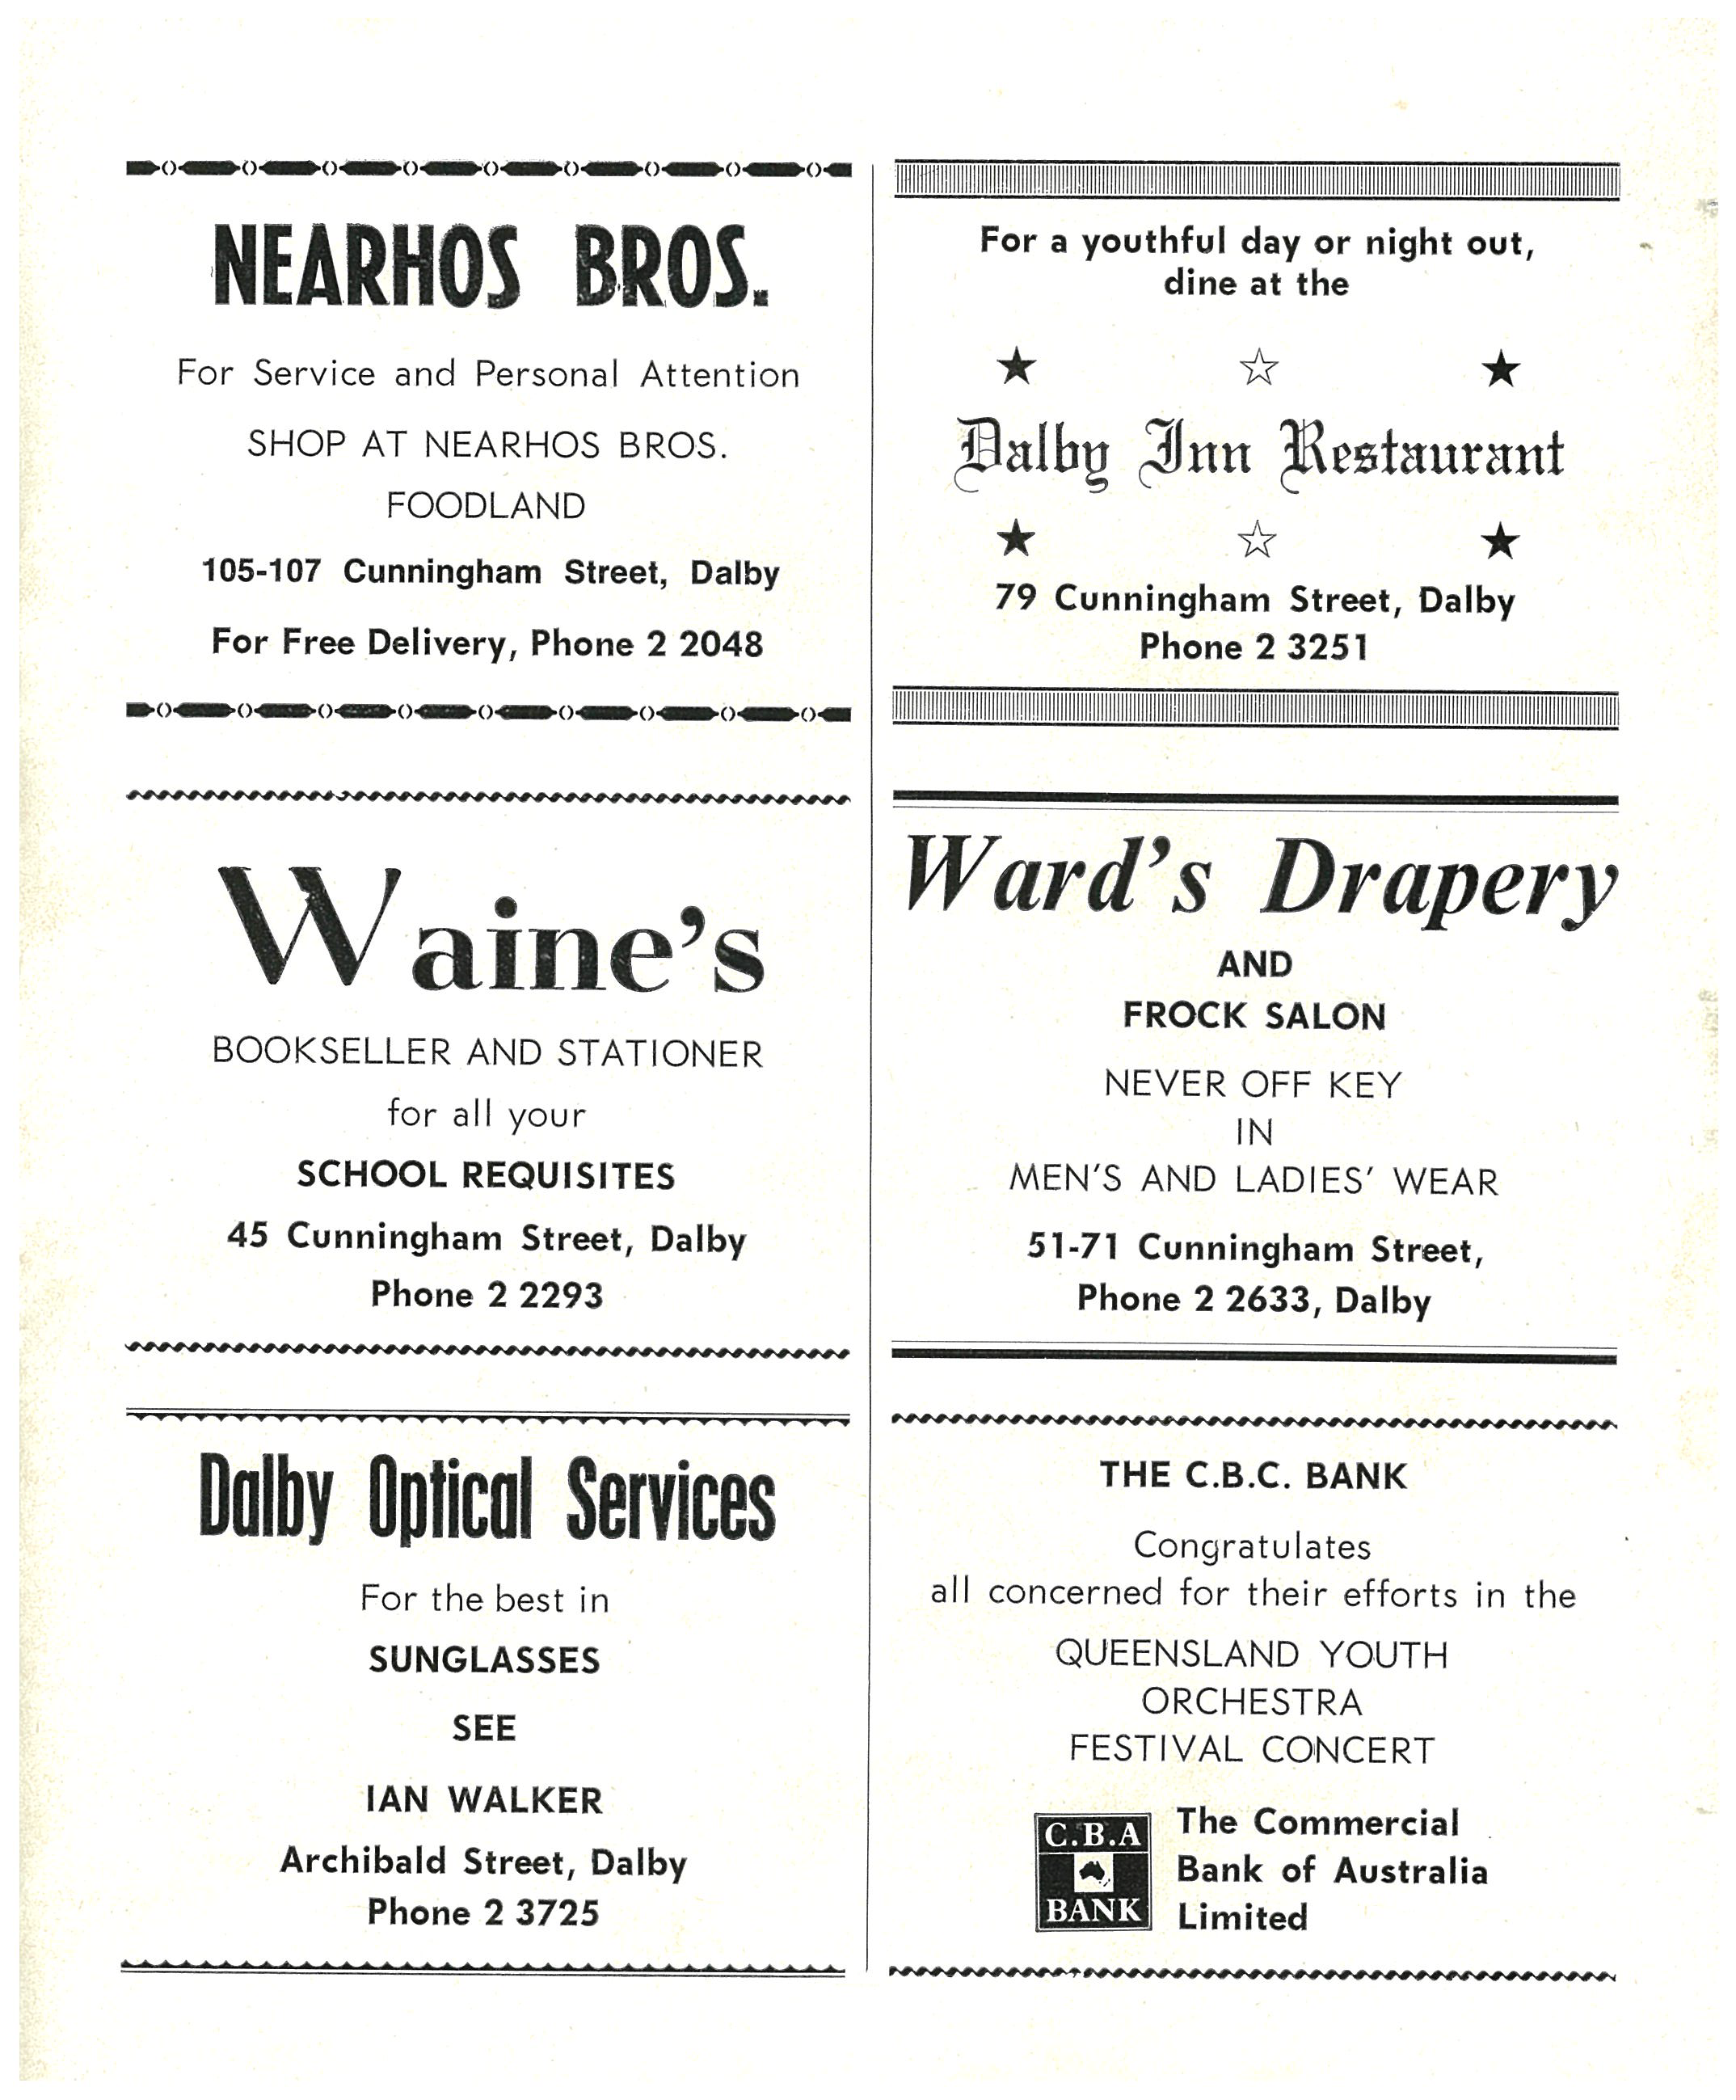 NEARHOS BROS.
For Service and Personal Attention
SHOP AT NEARHOS BROS.
FOODLAND
105-107 Cunningham Street, Dalby
For Free Delivery, Phone 2 2048
Waine's
BOOKSELLER AND STATIONER
for all your
SCHOOL REQUISITES
45 Cunningham Street, Dalby
Phone 2 2293
Dalby Optical Services
For the best in
SUNGLASSES
SEE
IAN WALKER
Archibald Street, Dalby
Phone 2 3725
For a youthful day or night out,
dine at the
Dalby Inn Restaurant
79 Cunningham Street, Dalby
Phone 2 3251
Ward's Drapery
AND
FROCK SALON
NEVER OFF KEY
IN
MEN'S AND LADIES' WEAR
51-71 Cunningham Street,
Phone 2 2633, Dalby
THE C.B.C. BANK
Congratulates
all concerned for their efforts in the
QUEENSLAND YOUTH
ORCHESTRA
FESTIVAL CONCERT
C.B.A
BANK
The Commercial
Bank of Australia
Limited